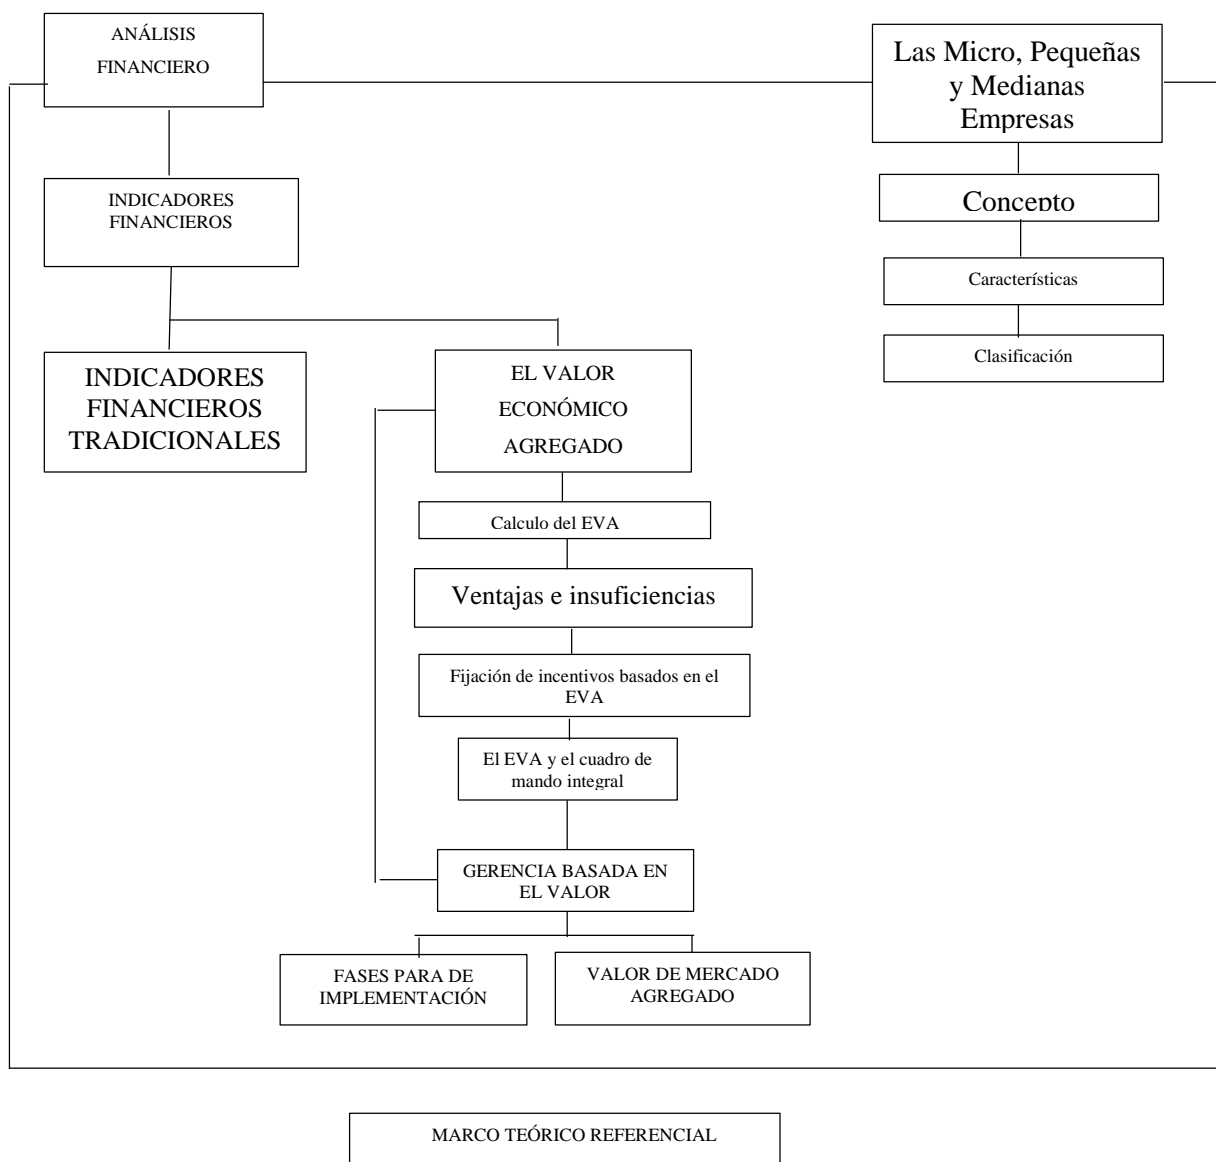 ANÁLISIS
FINANCIERO
Las Micro, Pequeñas
y Medianas
Empresas
INDICADORES
FINANCIEROS
Concepto
Características
Clasificación
INDICADORES
FINANCIEROS
TRADICIONALES
EL VALOR
ECONÓMICO
AGREGADO
Calculo del EVA
Ventajas e insuficiencias
Fijación de incentivos basados en el
EVA
El EVA y el cuadro de
mando integral
GERENCIA BASADA EN
EL VALOR
FASES PARA DE
IMPLEMENTACIÓN
VALOR DE MERCADO
AGREGADO
MARCO TEÓRICO REFERENCIAL